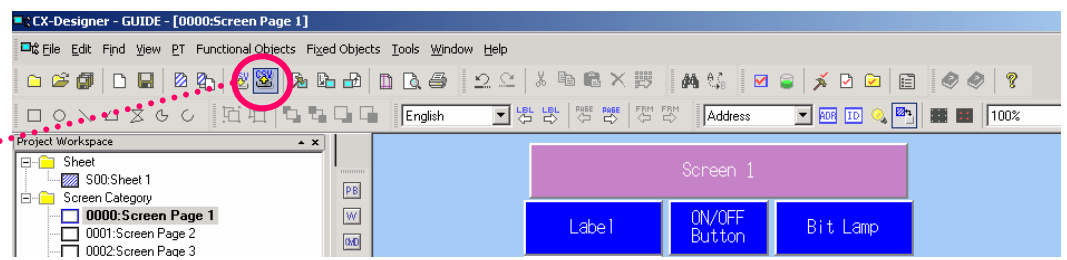 CX-Designer - GUIDE - [0000:Screen Page 1]
File Edit Find View PT Functional Objects Fixed Objects Tools Window Help
CSV CSV
English LBL LBL PAGE PAGE FRM FRM Address ADR ID 100%
Project Workspace
Sheet
S00:Sheet 1
Screen Category
0000:Screen Page 1
0001:Screen Page 2
0002:Screen Page 3
PB
W
CMD
Screen 1
Label
ON/OFF
Button
Bit Lamp